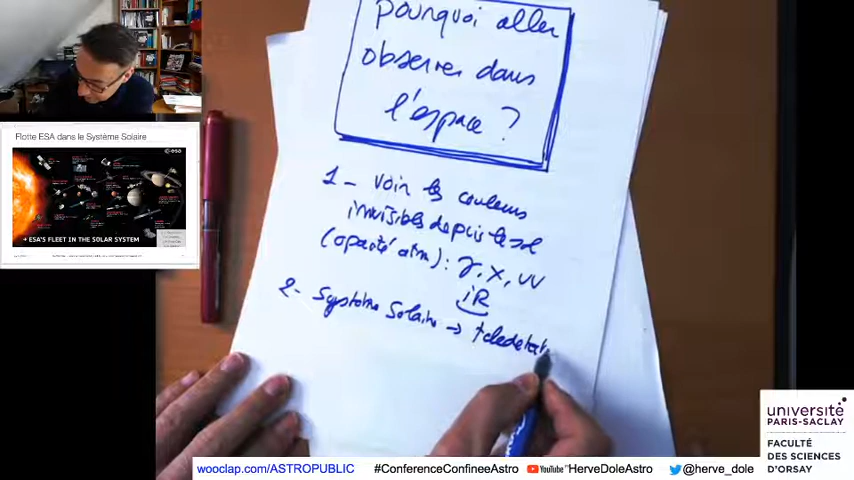 pourquoi aller
observer dans
l'espace ?
1 - voir les couleurs
invisibles depuis le sol
(opacité atm) : γ, X, UV
iR
2 - Système Solaire → télédétect
Flotte ESA dans le Système Solaire
esa
→ ESA'S FLEET IN THE SOLAR SYSTEM
université
PARIS-SACLAY
FACULTÉ
DES SCIENCES
D'ORSAY
wooclap.com/ASTROPUBLIC #ConferenceConfineeAstro YouTube HerveDoleAstro @herve_dole